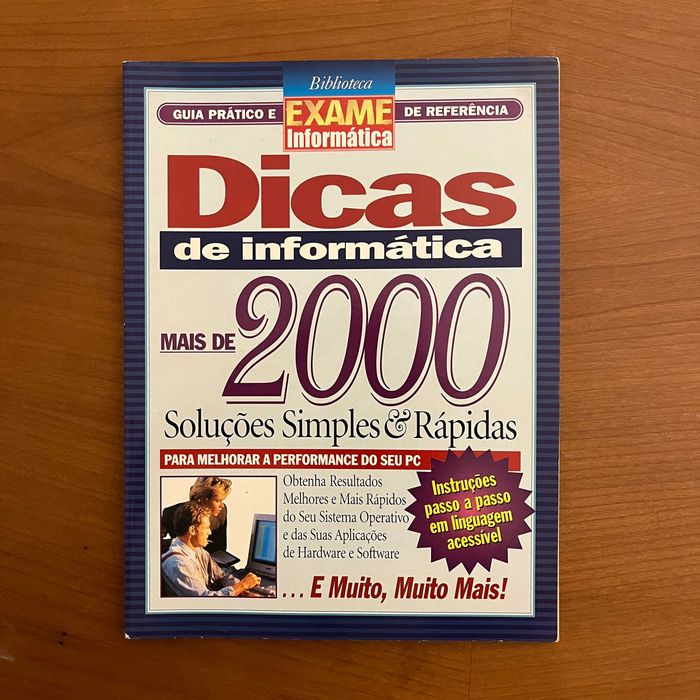 Biblioteca
GUIA PRÁTICO E EXAME DE REFERÊNCIA
Informática
Dicas
de informática
MAIS DE 2000
Soluções Simples & Rápidas
PARA MELHORAR A PERFORMANCE DO SEU PC
Obtenha Resultados
Melhores e Mais Rápidos
do Seu Sistema Operativo
e das Suas Aplicações
de Hardware e Software
Instruções
passo a passo
em linguagem
acessível
... E Muito, Muito Mais!